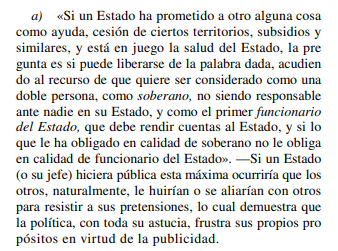 a) «Si un Estado ha prometido a otro alguna cosa
como ayuda, cesión de ciertos territorios, subsidios y
similares, y está en juego la salud del Estado, la pre
gunta es si puede liberarse de la palabra dada, acudien
do al recurso de que quiere ser considerado como una
doble persona, como soberano, no siendo responsable
ante nadie en su Estado, y como el primer funcionario
del Estado, que debe rendir cuentas al Estado, y si lo
que le ha obligado en calidad de soberano no le obliga
en calidad de funcionario del Estado». —Si un Estado
(o su jefe) hiciera pública esta máxima ocurriría que los
otros, naturalmente, le huirían o se aliarían con otros
para resistir a sus pretensiones, lo cual demuestra que
la política, con toda su astucia, frustra sus propios pro
pósitos en virtud de la publicidad.